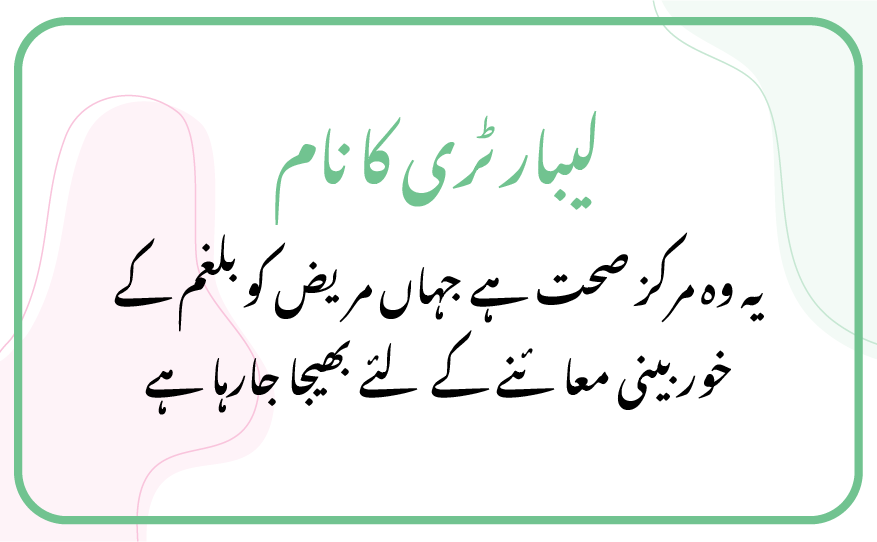 لیبارٹری کا نام
یہ وہ مرکز صحت ہے جہاں مریض کو بلغم کے
خوربینی معائنے کے لئے بھیجا جارہا ہے